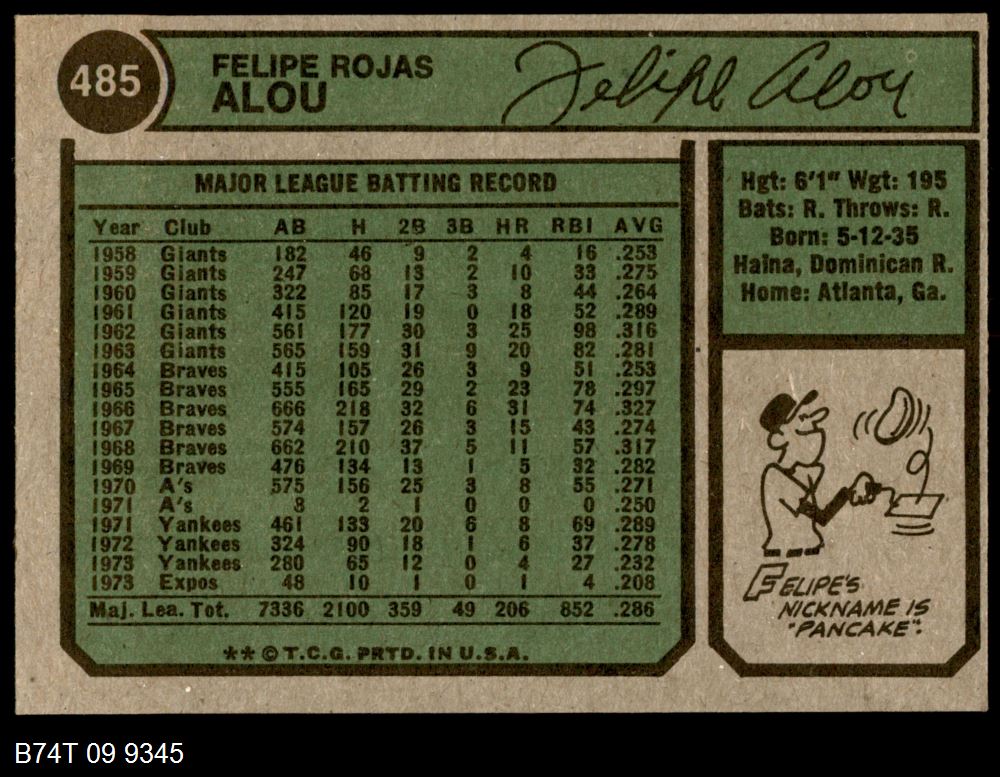 485
FELIPE ROJAS
ALOU
Felipe Alou
MAJOR LEAGUE BATTING RECORD
Year Club AB H 2B 3B HR RBI AVG
1958 Giants 182 46 9 2 4 16 .253
1959 Giants 247 68 13 2 10 33 .275
1960 Giants 322 85 17 3 8 44 .264
1961 Giants 415 120 19 0 18 52 .289
1962 Giants 561 177 30 3 25 98 .316
1963 Giants 565 159 31 9 20 82 .281
1964 Braves 415 105 26 3 9 51 .253
1965 Braves 555 165 29 2 23 78 .297
1966 Braves 666 218 32 6 31 74 .327
1967 Braves 574 157 26 3 15 43 .274
1968 Braves 662 210 37 5 11 57 .317
1969 Braves 476 134 13 1 5 32 .282
1970 A's 575 156 25 3 8 55 .271
1971 A's 8 2 1 0 0 0 .250
1971 Yankees 461 133 20 6 8 69 .289
1972 Yankees 324 90 18 1 6 37 .278
1973 Yankees 280 65 12 0 4 27 .232
1973 Expos 48 10 1 0 1 4 .208
Maj. Lea. Tot. 7336 2100 359 49 206 852 .286
** © T.C.G. PRTD. IN U.S.A.
Hgt: 6'1" Wgt: 195
Bats: R. Throws: R.
Born: 5-12-35
Haina, Dominican R.
Home: Atlanta, Ga.
FELIPE'S
NICKNAME IS
"PANCAKE".
B74T 09 9345